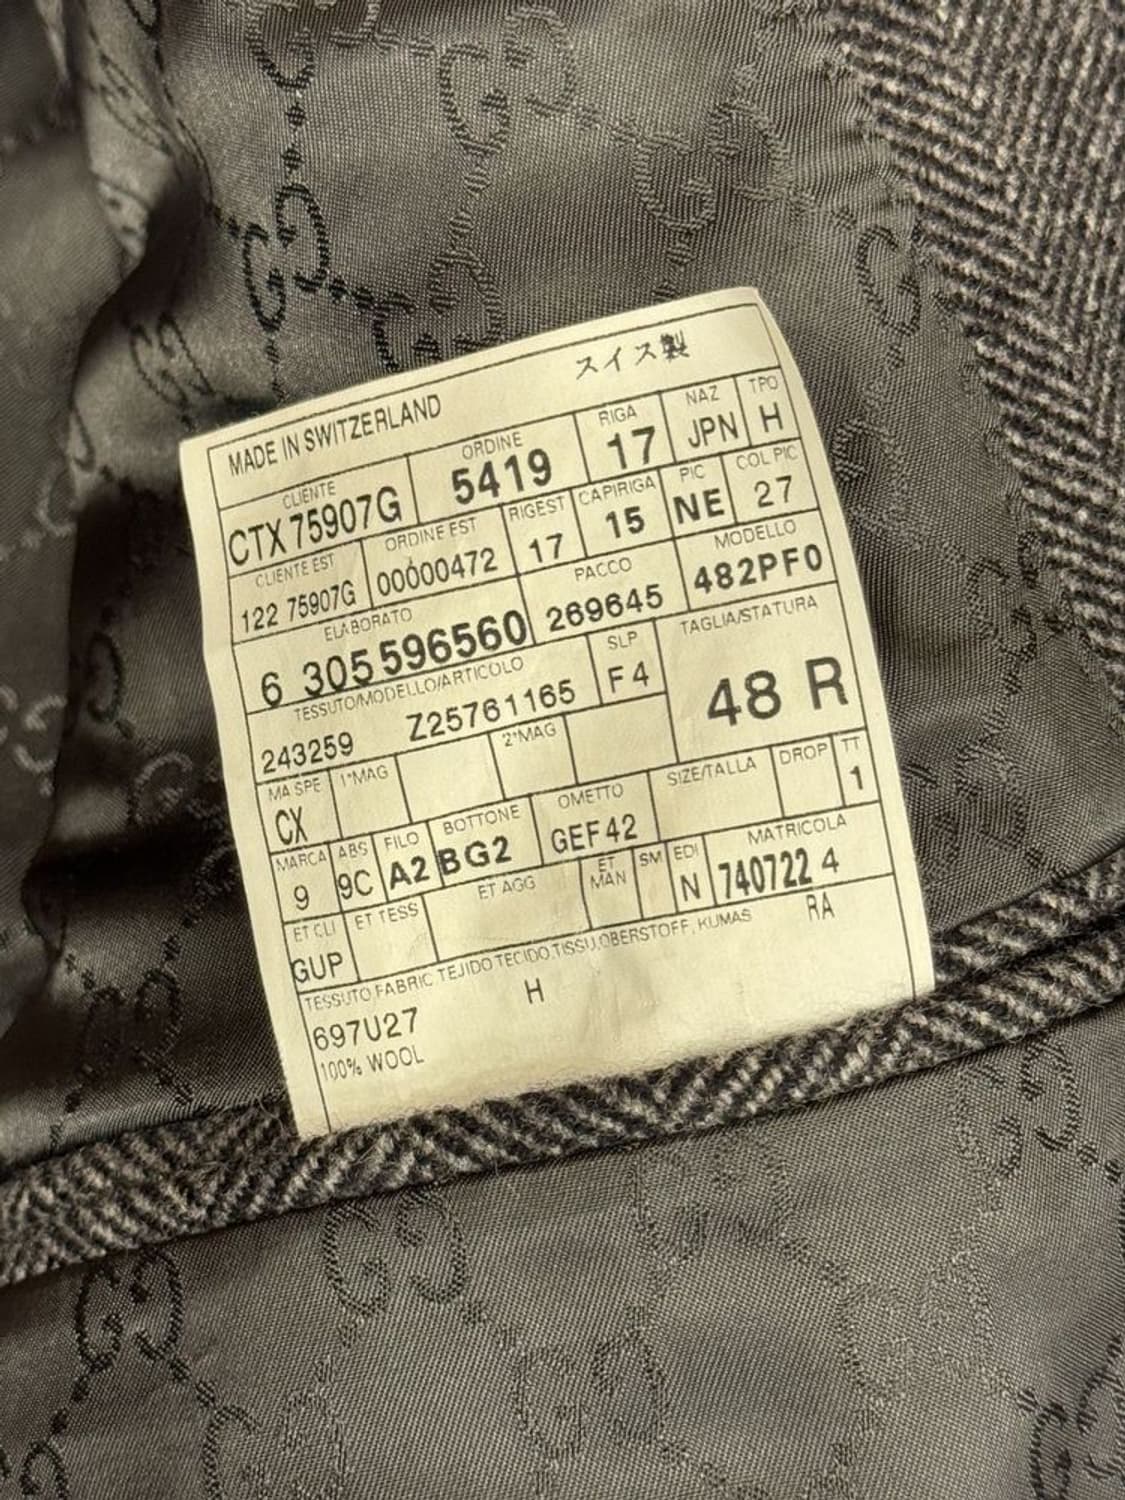 MADE IN SWITZERLAND スイス製
CLIENTE ORDINE RIGA NAZ TPO
CTX 75907G 5419 17 JPN H
CLIENTE EST ORDINE EST RIGEST CAPIRIGA PIC COL PIC
122 75907G 00000472 17 15 NE 27
ELABORATO PACCO MODELLO
6 305 596560 269645 482PF0
TESSUTO/MODELLO/ARTICOLO SLP TAGLIA/STATURA
243259 Z25761165 F4 48 R
MA SPE 1°MAG 2°MAG SIZE/TALLA DROP TT
CX 1
MARCA ABS FILO BOTTONE OMETTO
9 9C A2 BG2 GEF42
ET CLI ET TESS ET AGG ET MAN SM EDI MATRICOLA
GUP N 740722 4
RA
TESSUTO,FABRIC,TEJIDO,TECIDO,TISSU,OBERSTOFF, KUMAS
697U27 H
100% WOOL